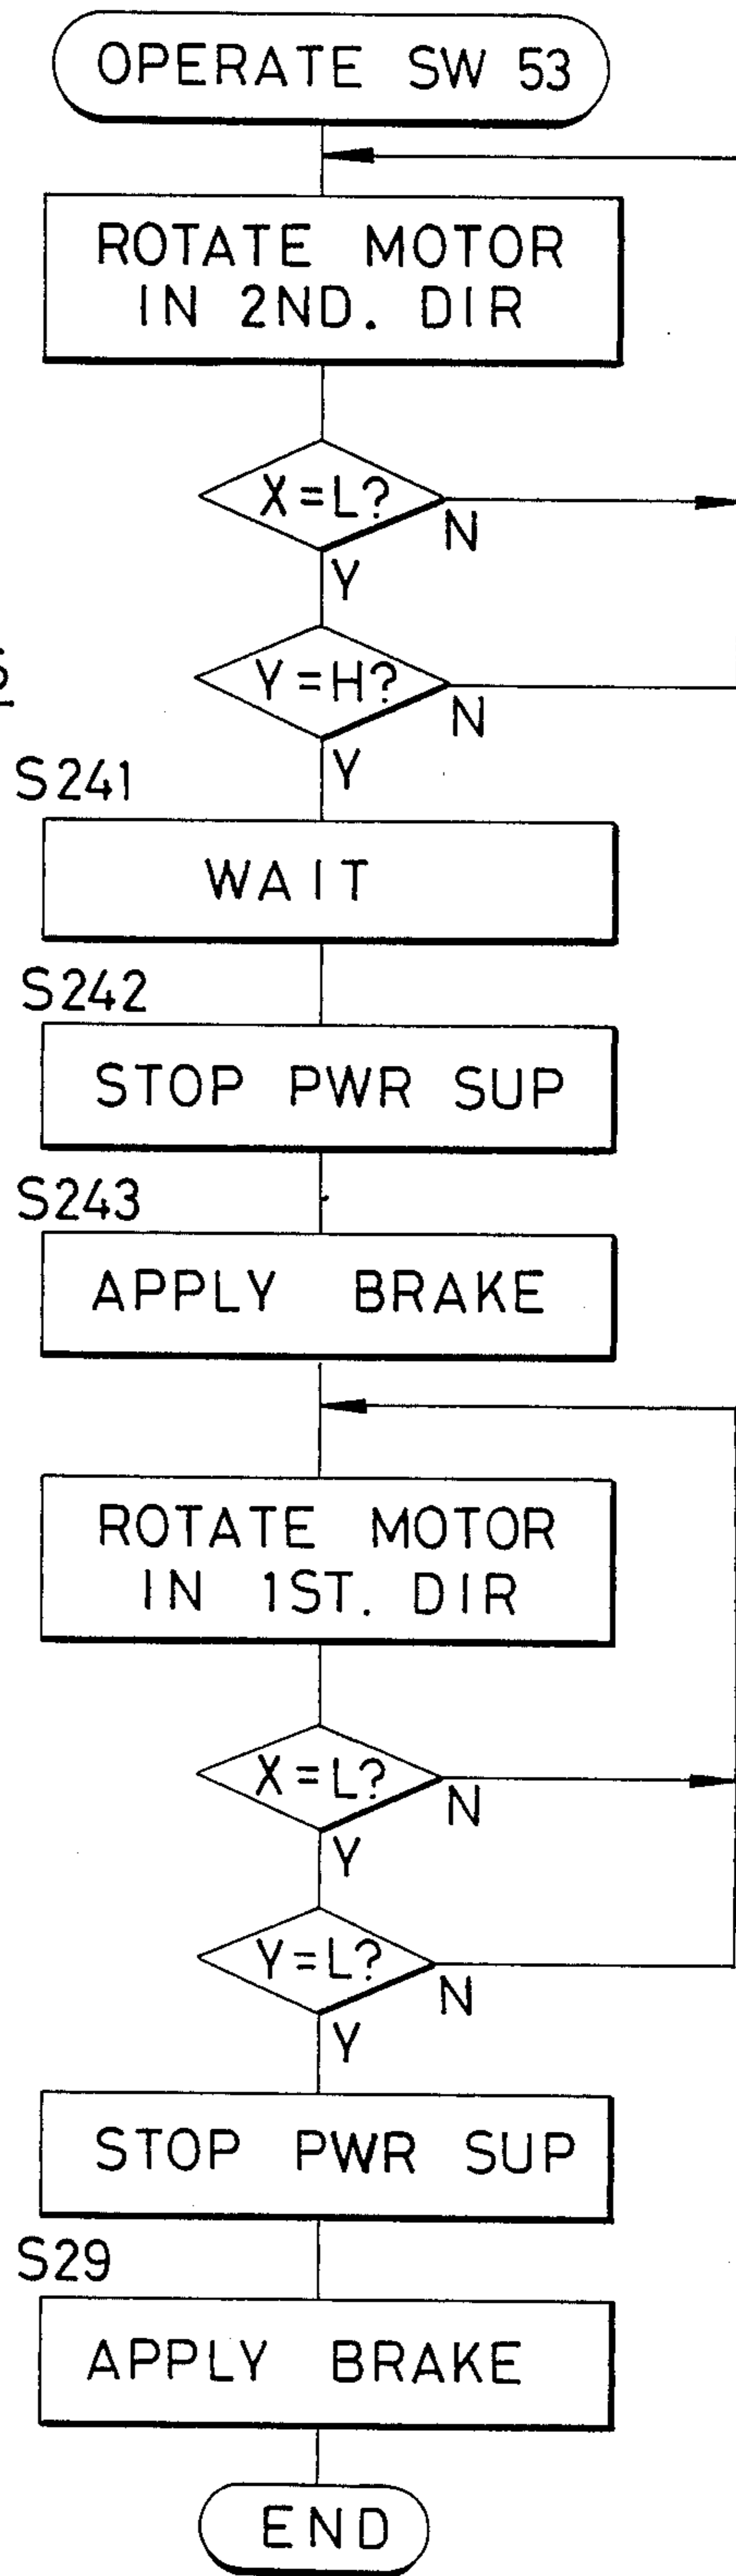 OPERATE SW 53
ROTATE MOTOR
IN 2ND. DIR
X=L?
N
Y
Y=H?
N
Y
S241
WAIT
S242
STOP PWR SUP
S243
APPLY BRAKE
ROTATE MOTOR
IN 1ST. DIR
X=L?
N
Y
Y=L?
N
Y
STOP PWR SUP
S29
APPLY BRAKE
END